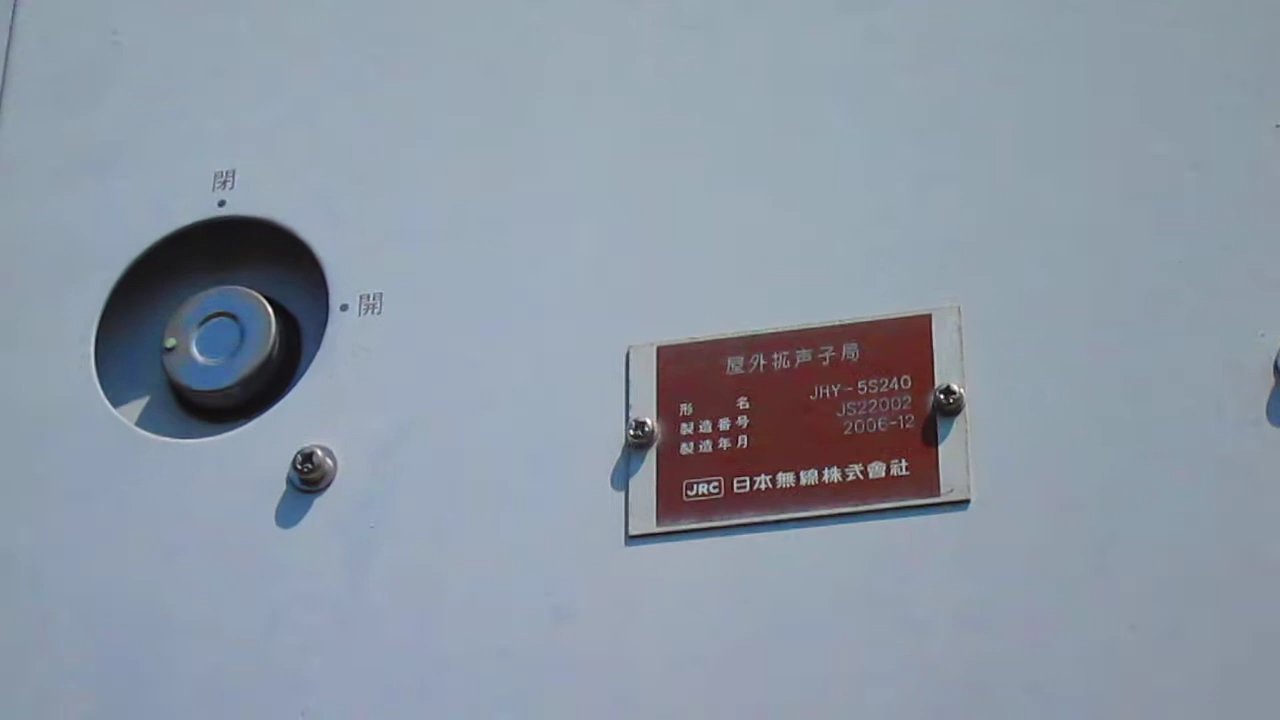 閉
開
屋外拡声子局
形名 JHY-5S240
製造番号 JS22002
製造年月 2006-12
JRC 日本無線株式會社